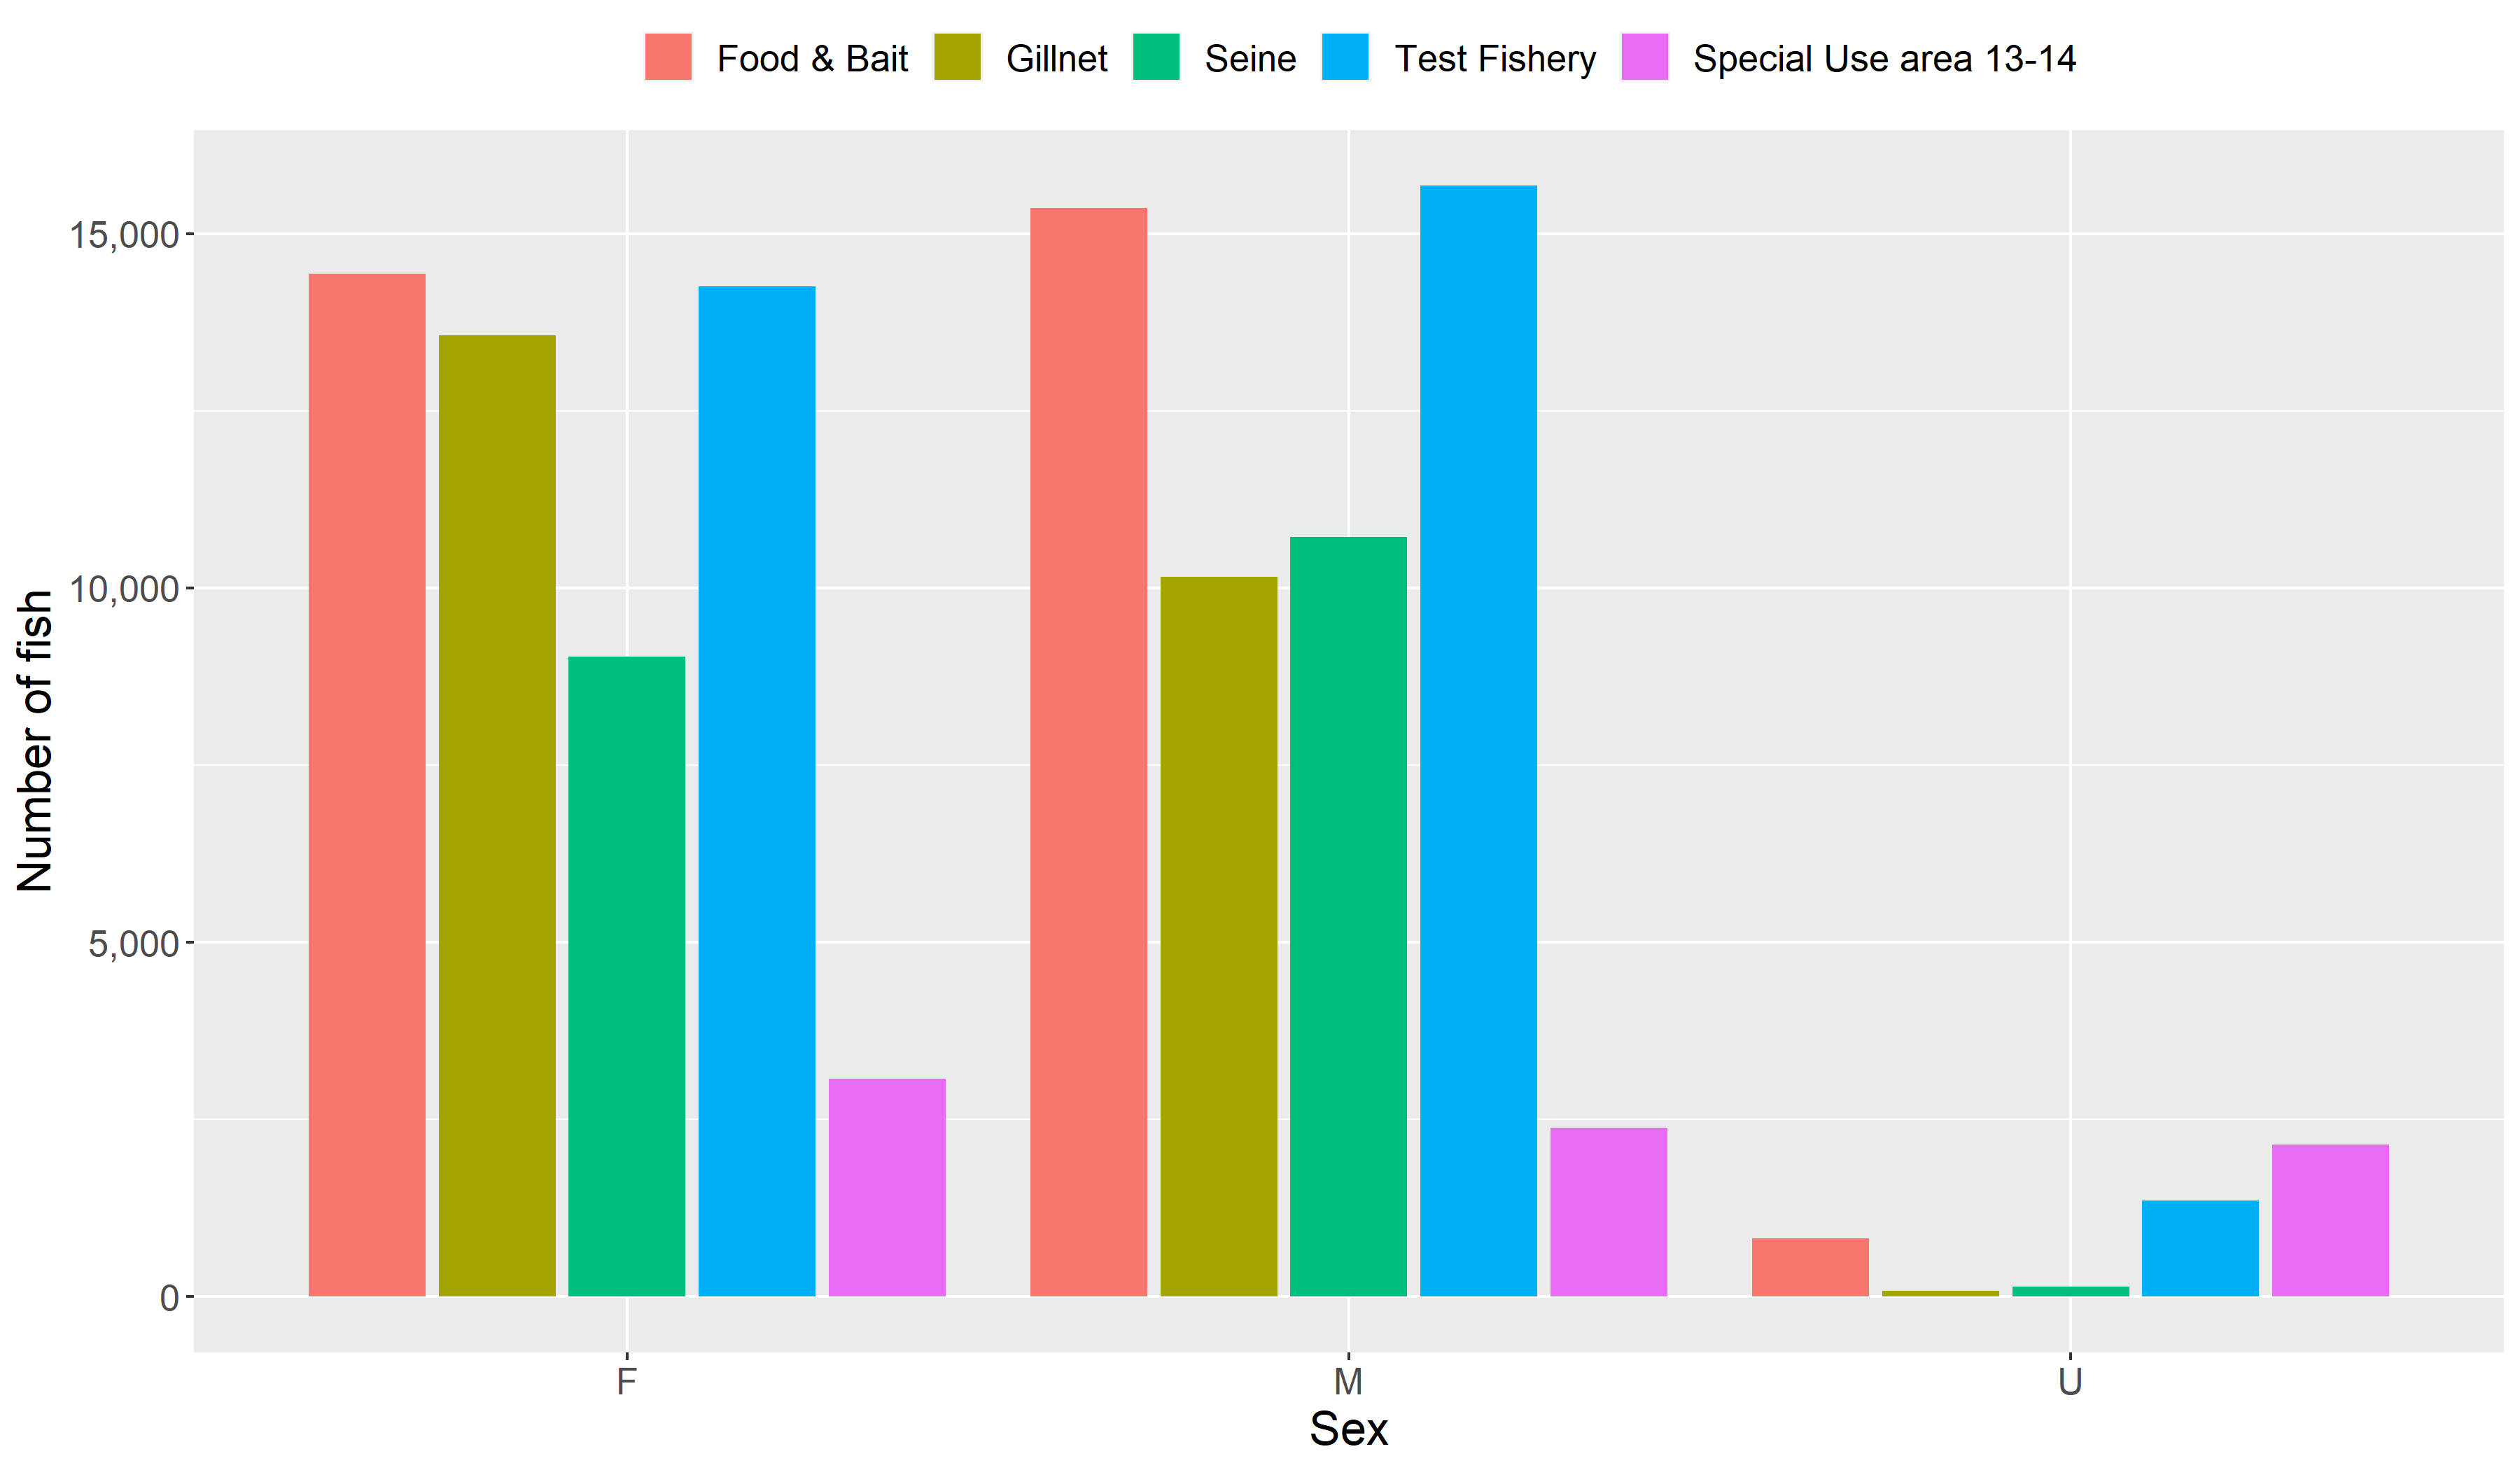 Food & Bait Gillnet Seine Test Fishery Special Use area 13-14
15,000
10,000
5,000
0
Number of fish
F M U
Sex